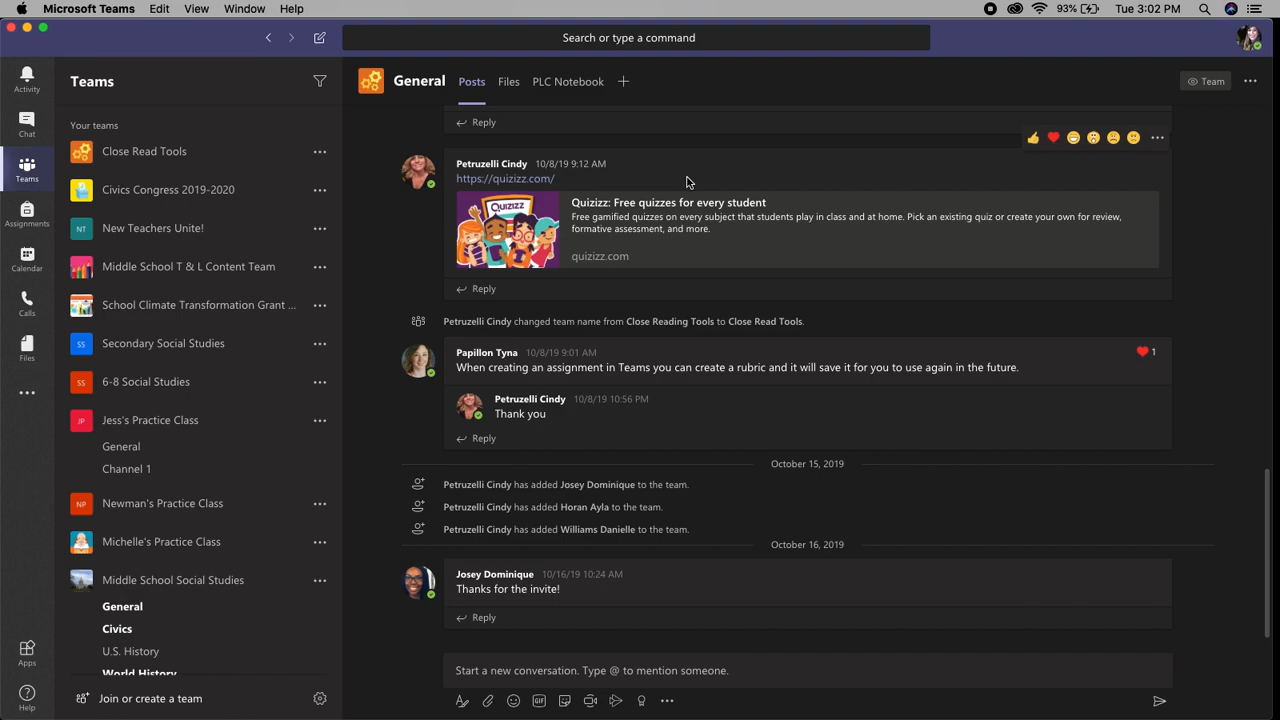 Microsoft Teams Edit View Window Help 93% Tue 3:02 PM
Search or type a command
Activity
Chat
Teams
Assignments
Calendar
Calls
Files
Apps
Help
Teams
Your teams
Close Read Tools
Civics Congress 2019-2020
NT New Teachers Unite!
Middle School T & L Content Team
School Climate Transformation Grant ...
SS Secondary Social Studies
SS 6-8 Social Studies
JP Jess's Practice Class
General
Channel 1
NP Newman's Practice Class
Michelle's Practice Class
Middle School Social Studies
General
Civics
U.S. History
World History
Join or create a team
General Posts Files PLC Notebook
Team
Reply
Petruzelli Cindy 10/8/19 9:12 AM
https://quizizz.com/
QUIZIZZ
Quizizz: Free quizzes for every student
Free gamified quizzes on every subject that students play in class and at home. Pick an existing quiz or create your own for review,
formative assessment, and more.
quizizz.com
Reply
Petruzelli Cindy changed team name from Close Reading Tools to Close Read Tools.
Papillon Tyna 10/8/19 9:01 AM
1
When creating an assignment in Teams you can create a rubric and it will save it for you to use again in the future.
Petruzelli Cindy 10/8/19 10:56 PM
Thank you
Reply
October 15, 2019
Petruzelli Cindy has added Josey Dominique to the team.
Petruzelli Cindy has added Horan Ayla to the team.
Petruzelli Cindy has added Williams Danielle to the team.
October 16, 2019
Josey Dominique 10/16/19 10:24 AM
Thanks for the invite!
Reply
Start a new conversation. Type @ to mention someone.
GIF